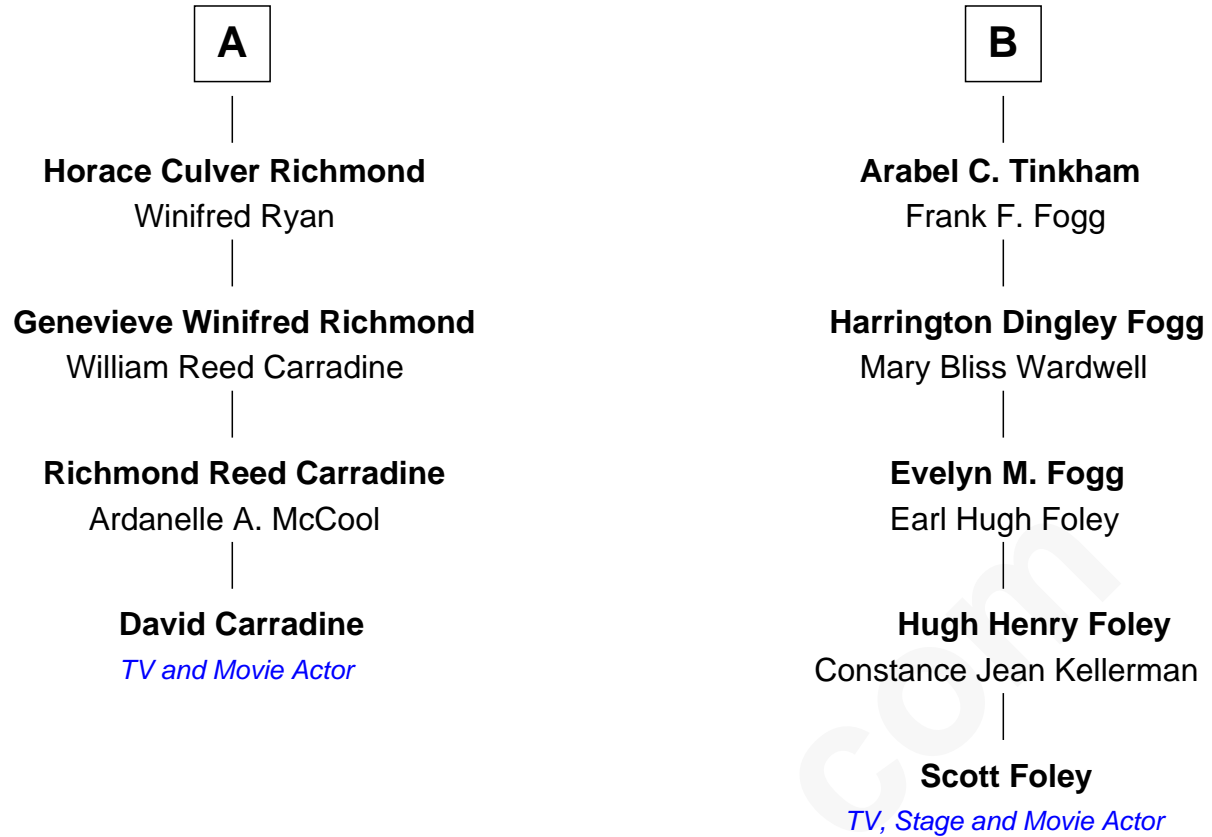 A
Horace Culver Richmond
Winifred Ryan
Genevieve Winifred Richmond
William Reed Carradine
Richmond Reed Carradine
Ardanelle A. McCool
David Carradine
TV and Movie Actor
B
Arabel C. Tinkham
Frank F. Fogg
Harrington Dingley Fogg
Mary Bliss Wardwell
Evelyn M. Fogg
Earl Hugh Foley
Hugh Henry Foley
Constance Jean Kellerman
Scott Foley
TV, Stage and Movie Actor
com